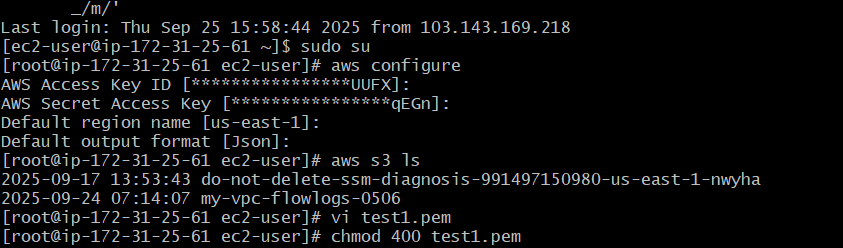 _/m/'
Last login: Thu Sep 25 15:58:44 2025 from 103.143.169.218
[ec2-user@ip-172-31-25-61 ~]$ sudo su
[root@ip-172-31-25-61 ec2-user]# aws configure
AWS Access Key ID [****************UUFX]:
AWS Secret Access Key [****************qEGn]:
Default region name [us-east-1]:
Default output format [Json]:
[root@ip-172-31-25-61 ec2-user]# aws s3 ls
2025-09-17 13:53:43 do-not-delete-ssm-diagnosis-991497150980-us-east-1-nwyha
2025-09-24 07:14:07 my-vpc-flowlogs-0506
[root@ip-172-31-25-61 ec2-user]# vi test1.pem
[root@ip-172-31-25-61 ec2-user]# chmod 400 test1.pem